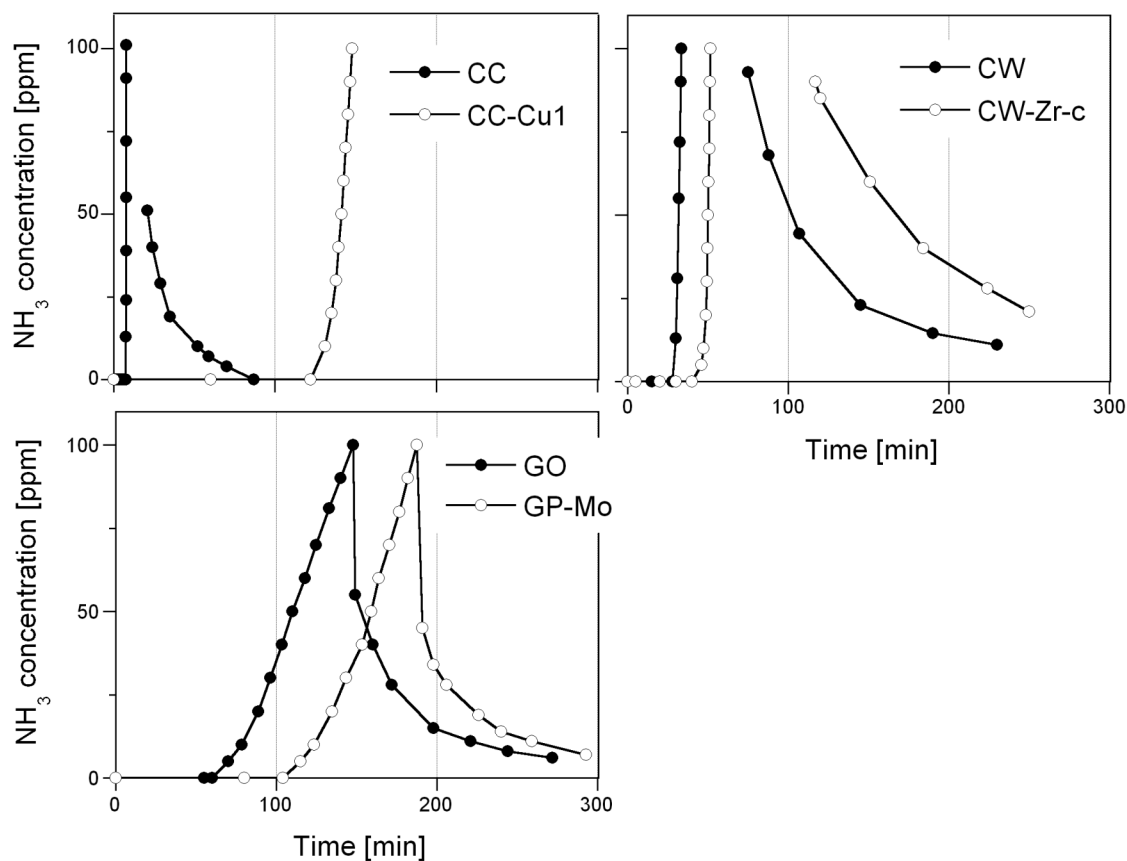 NH3 concentration [ppm]
100
50
0
CC
CC-Cu1
CW
CW-Zr-c
0
100
200
300
Time [min]
NH3 concentration [ppm]
100
50
0
GO
GP-Mo
0
100
200
300
Time [min]